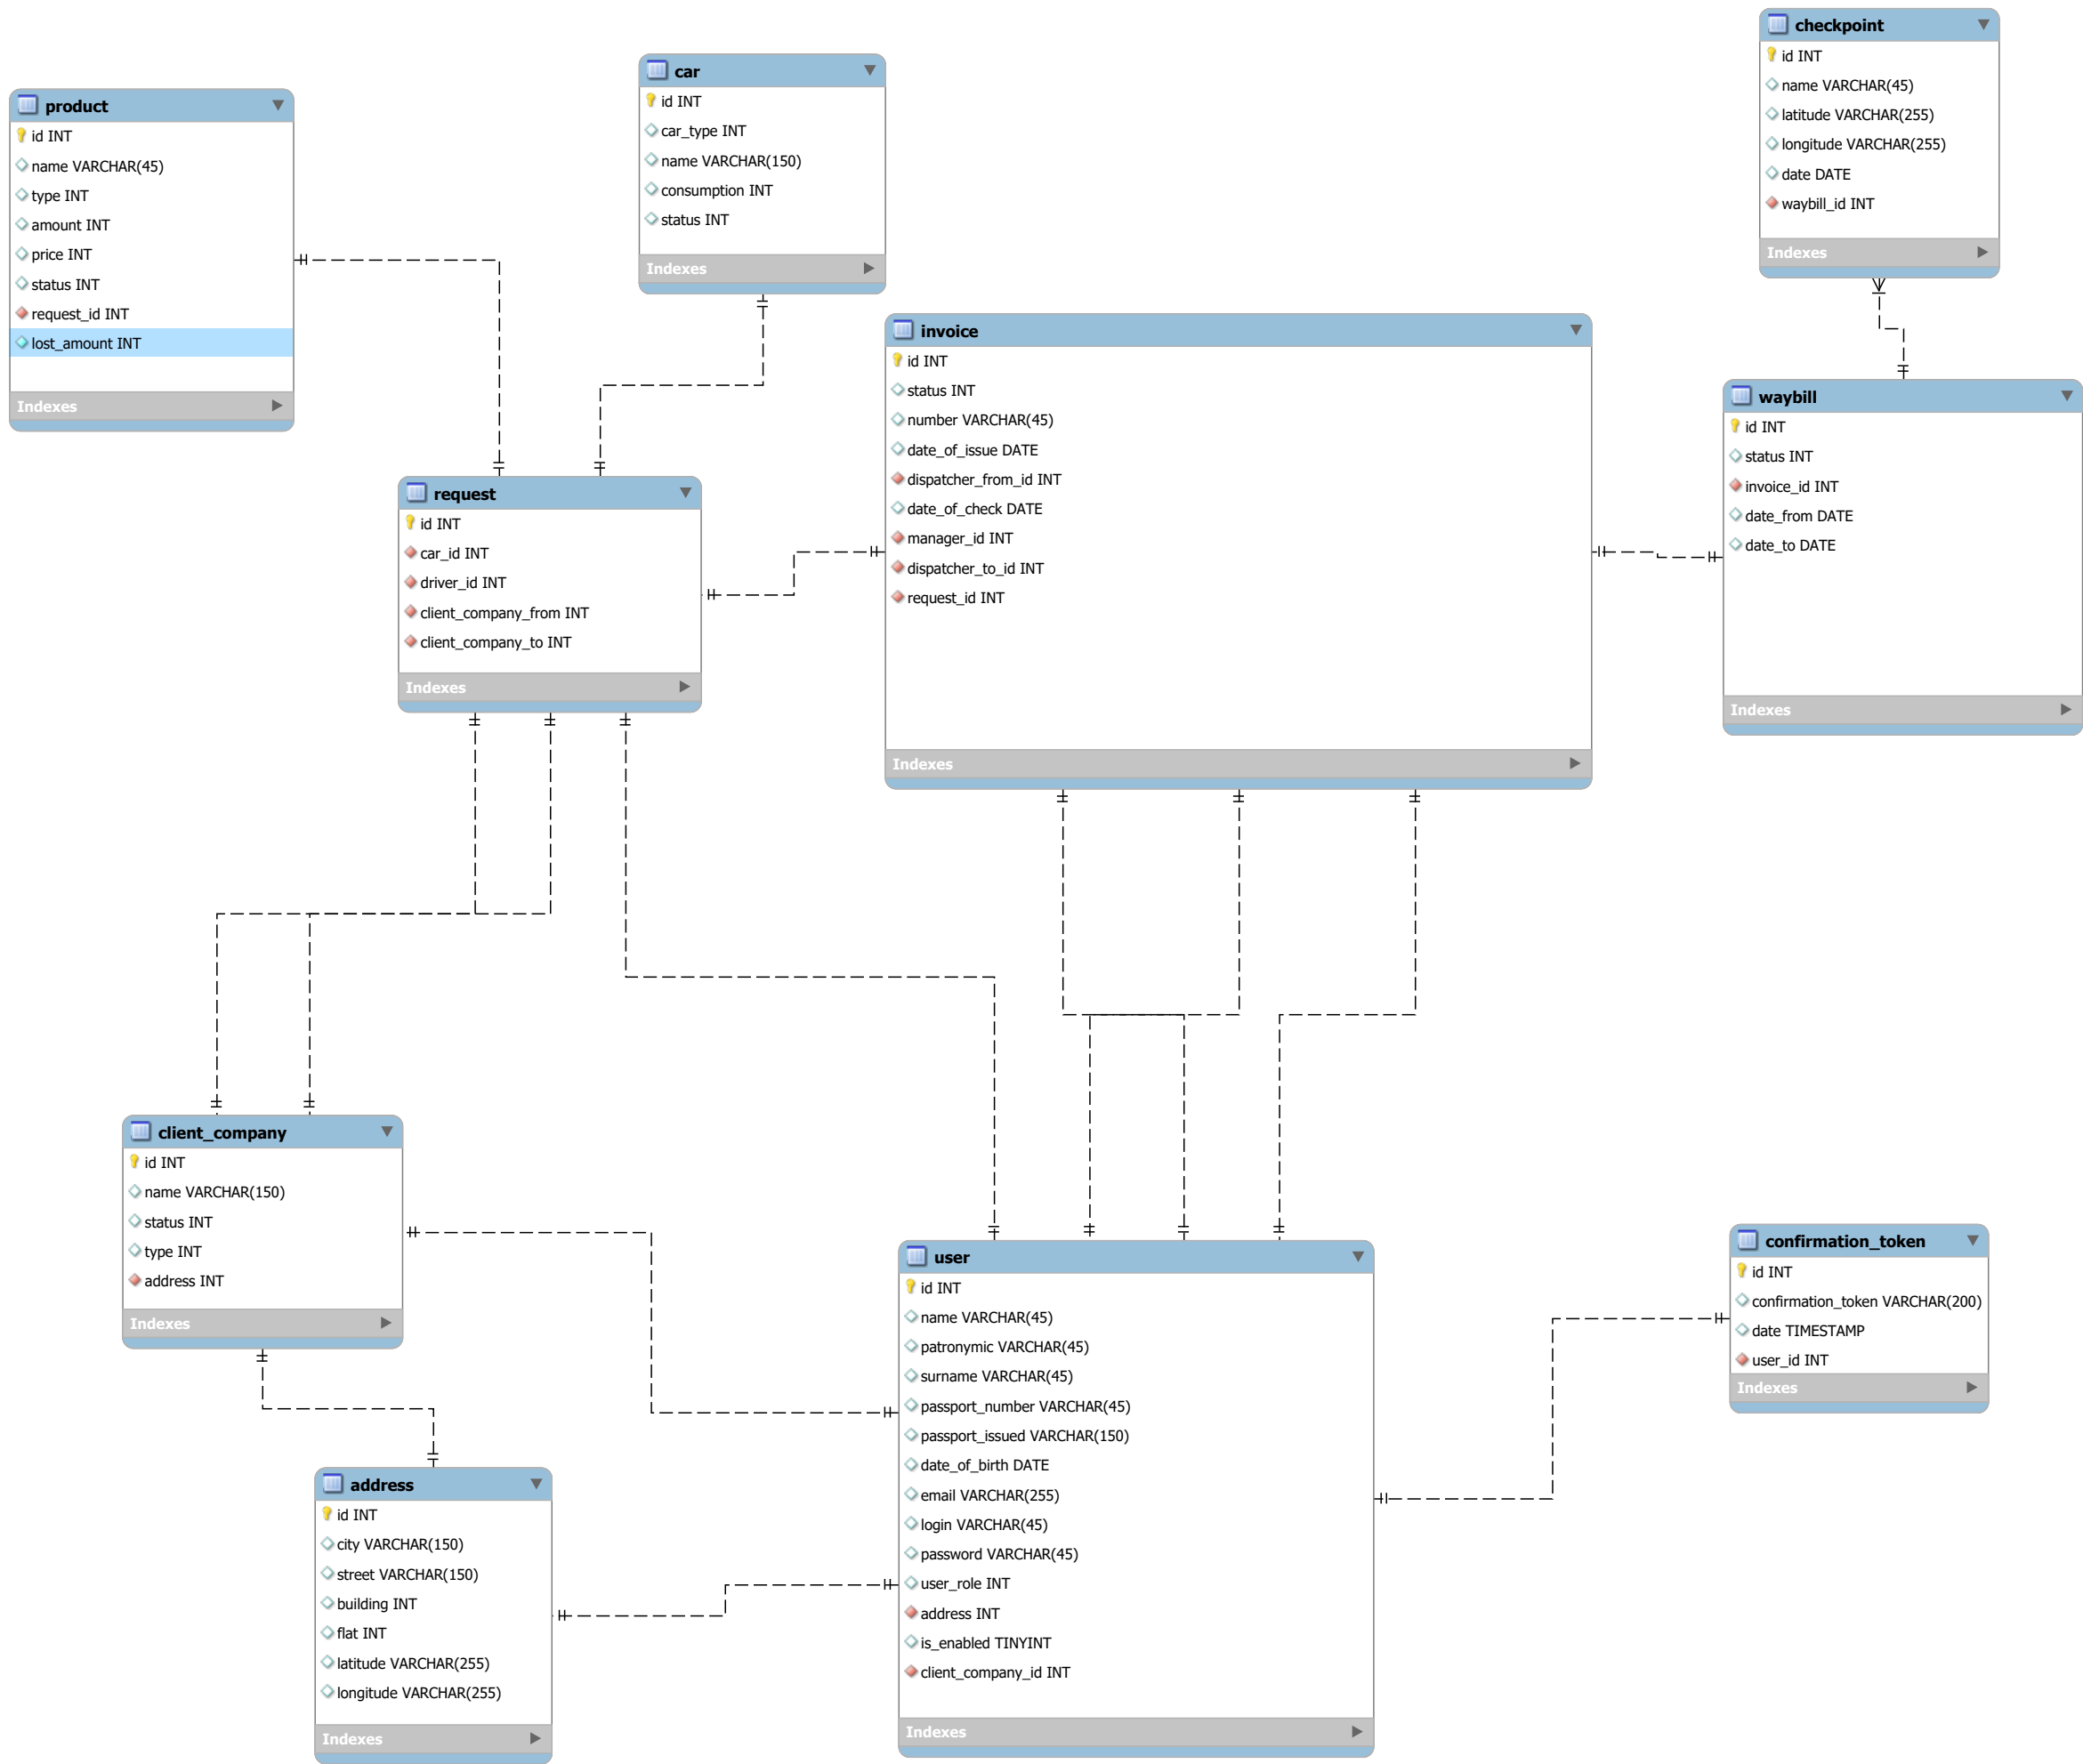 product
id INT
name VARCHAR(45)
type INT
amount INT
price INT
status INT
request_id INT
lost_amount INT
Indexes
car
id INT
car_type INT
name VARCHAR(150)
consumption INT
status INT
Indexes
checkpoint
id INT
name VARCHAR(45)
latitude VARCHAR(255)
longitude VARCHAR(255)
date DATE
waybill_id INT
Indexes
request
id INT
car_id INT
driver_id INT
client_company_from INT
client_company_to INT
Indexes
invoice
id INT
status INT
number VARCHAR(45)
date_of_issue DATE
dispatcher_from_id INT
date_of_check DATE
manager_id INT
dispatcher_to_id INT
request_id INT
Indexes
waybill
id INT
status INT
invoice_id INT
date_from DATE
date_to DATE
Indexes
client_company
id INT
name VARCHAR(150)
status INT
type INT
address INT
Indexes
address
id INT
city VARCHAR(150)
street VARCHAR(150)
building INT
flat INT
latitude VARCHAR(255)
longitude VARCHAR(255)
Indexes
user
id INT
name VARCHAR(45)
patronymic VARCHAR(45)
surname VARCHAR(45)
passport_number VARCHAR(45)
passport_issued VARCHAR(150)
date_of_birth DATE
email VARCHAR(255)
login VARCHAR(45)
password VARCHAR(45)
user_role INT
address INT
is_enabled TINYINT
client_company_id INT
Indexes
confirmation_token
id INT
confirmation_token VARCHAR(200)
date TIMESTAMP
user_id INT
Indexes